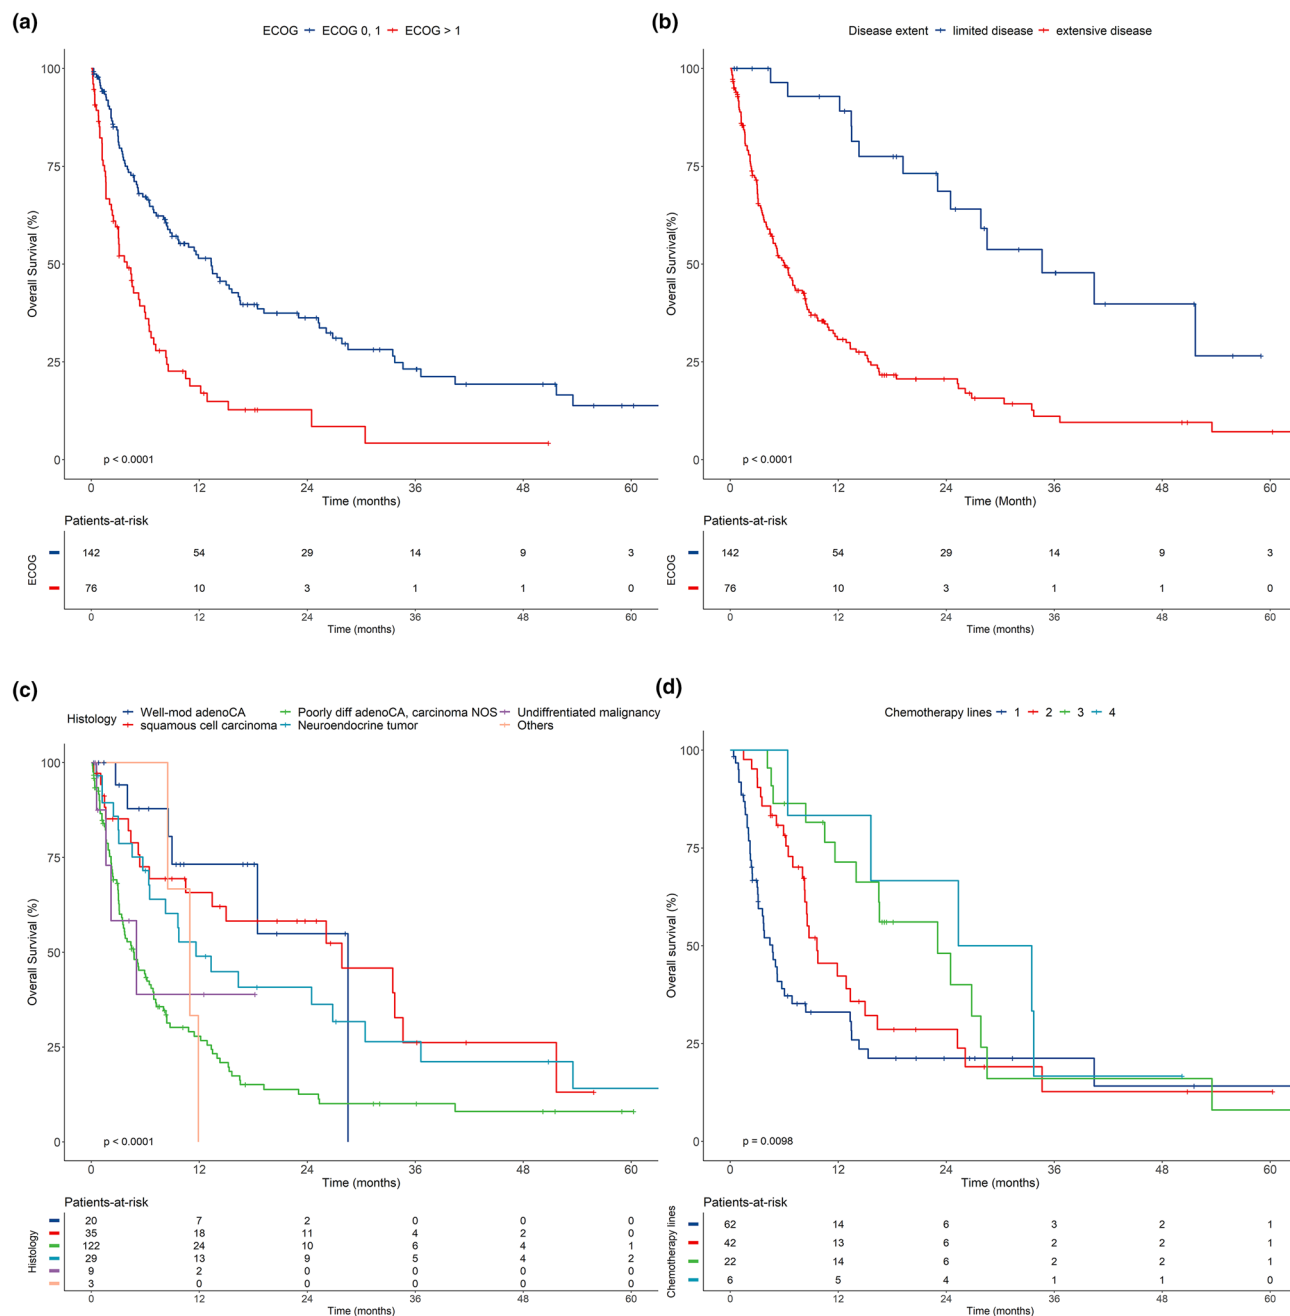 (a)
ECOG ECOG 0, 1 ECOG > 1
Overall Survival (%)
100
75
50
25
0
p < 0.0001
0 12 24 36 48 60
Time (months)
Patients-at-risk
ECOG
142 54 29 14 9 3
76 10 3 1 1 0
0 12 24 36 48 60
Time (months)
(b)
Disease extent limited disease extensive disease
Overall Survival(%)
100
75
50
25
0
p < 0.0001
0 12 24 36 48 60
Time (Month)
Patients-at-risk
ECOG
142 54 29 14 9 3
76 10 3 1 1 0
0 12 24 36 48 60
Time (months)
(c)
Histology Well-mod adenoCA Poorly diff adenoCA, carcinoma NOS Undiffrentiated malignancy
squamous cell carcinoma Neuroendocrine tumor Others
Overall Survival (%)
100
75
50
25
0
p < 0.0001
0 12 24 36 48 60
Time (months)
Patients-at-risk
Histology
20 7 2 0 0 0
35 18 11 4 2 0
122 24 10 6 4 1
29 13 9 5 4 2
9 2 0 0 0 0
3 0 0 0 0 0
0 12 24 36 48 60
(d)
Chemotherapy lines 1 2 3 4
Overall survival (%)
100
75
50
25
0
p = 0.0098
0 12 24 36 48 60
Time (months)
Patients-at-risk
Chemotherapy lines
62 14 6 3 2 1
42 13 6 2 2 1
22 14 6 2 2 1
6 5 4 1 1 0
0 12 24 36 48 60